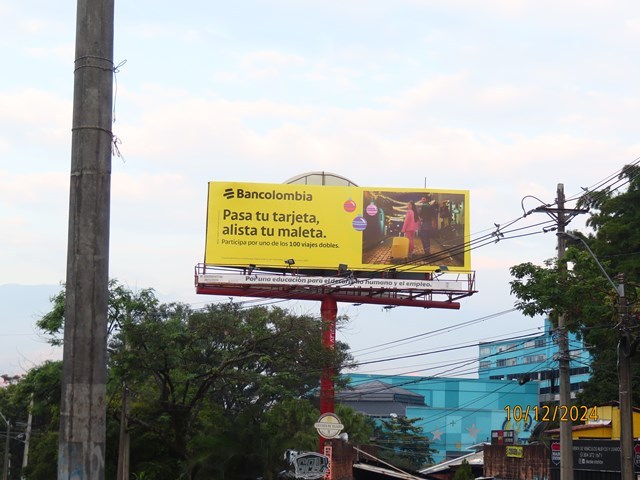 Bancolombia
Pasa tu tarjeta,
alista tu maleta.
Participa por uno de los 100 viajes dobles.
Por una educación para el desarrollo humano y el empleo.
10/12/2024